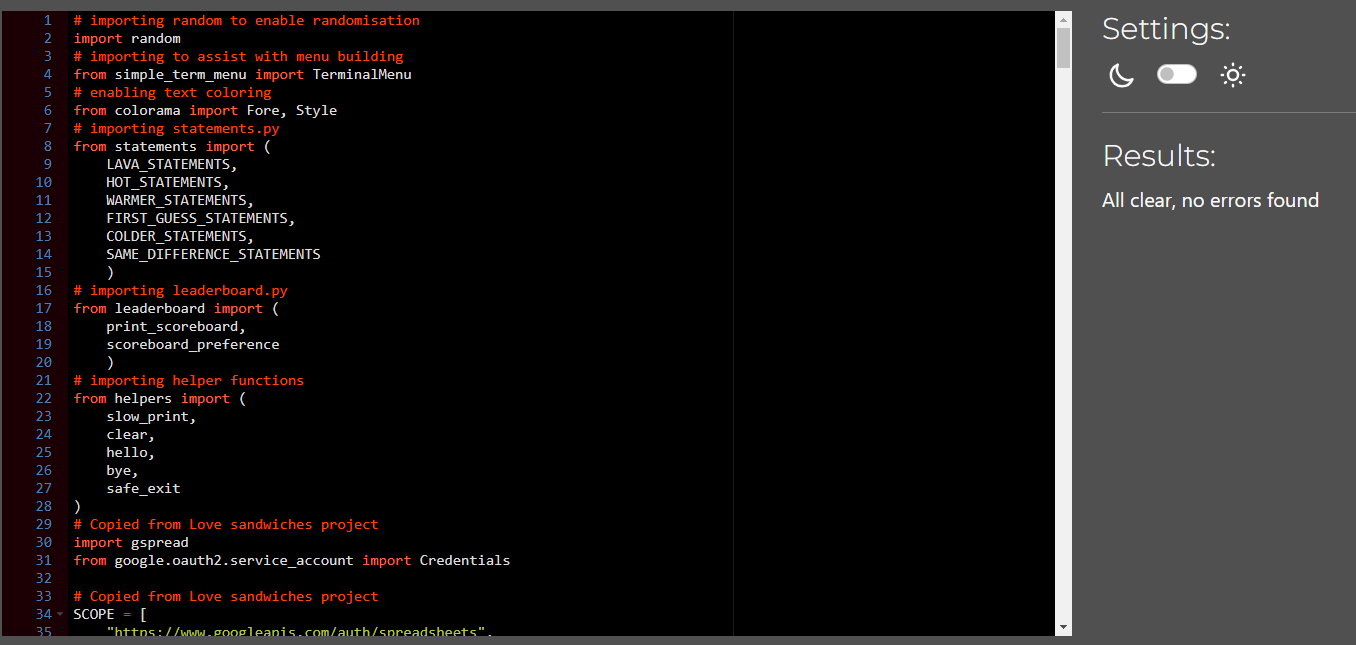 1 # importing random to enable randomisation
2 import random
3 # importing to assist with menu building
4 from simple_term_menu import TerminalMenu
5 # enabling text coloring
6 from colorama import Fore, Style
7 # importing statements.py
8 from statements import (
9     LAVA_STATEMENTS,
10     HOT_STATEMENTS,
11     WARMER_STATEMENTS,
12     FIRST_GUESS_STATEMENTS,
13     COLDER_STATEMENTS,
14     SAME_DIFFERENCE_STATEMENTS
15     )
16 # importing leaderboard.py
17 from leaderboard import (
18     print_scoreboard,
19     scoreboard_preference
20     )
21 # importing helper functions
22 from helpers import (
23     slow_print,
24     clear,
25     hello,
26     bye,
27     safe_exit
28 )
29 # Copied from Love sandwiches project
30 import gspread
31 from google.oauth2.service_account import Credentials
32
33 # Copied from Love sandwiches project
34 SCOPE = [
35     "https://www.googleapis.com/auth/spreadsheets",
Settings:
Results:
All clear, no errors found